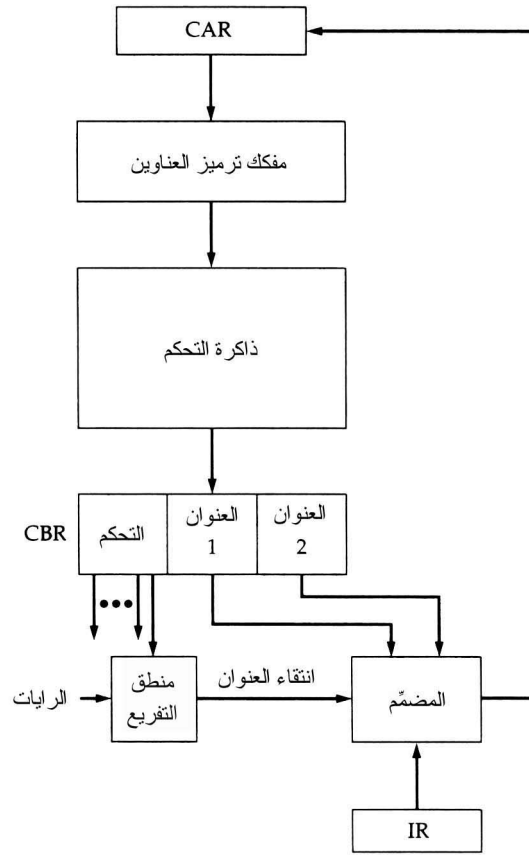 CAR
مفكك ترميز العناوين
ذاكرة التحكم
CBR
التحكم
العنوان
1
العنوان
2
الرايات
منطق
التفريع
انتقاء العنوان
المضمِّم
IR